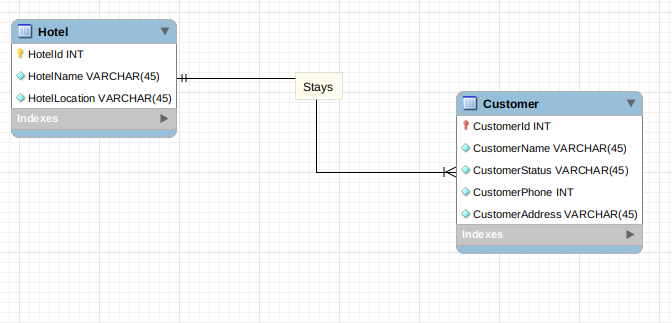 Hotel
HotelId INT
HotelName VARCHAR(45)
HotelLocation VARCHAR(45)
Indexes
Stays
Customer
CustomerId INT
CustomerName VARCHAR(45)
CustomerStatus VARCHAR(45)
CustomerPhone INT
CustomerAddress VARCHAR(45)
Indexes